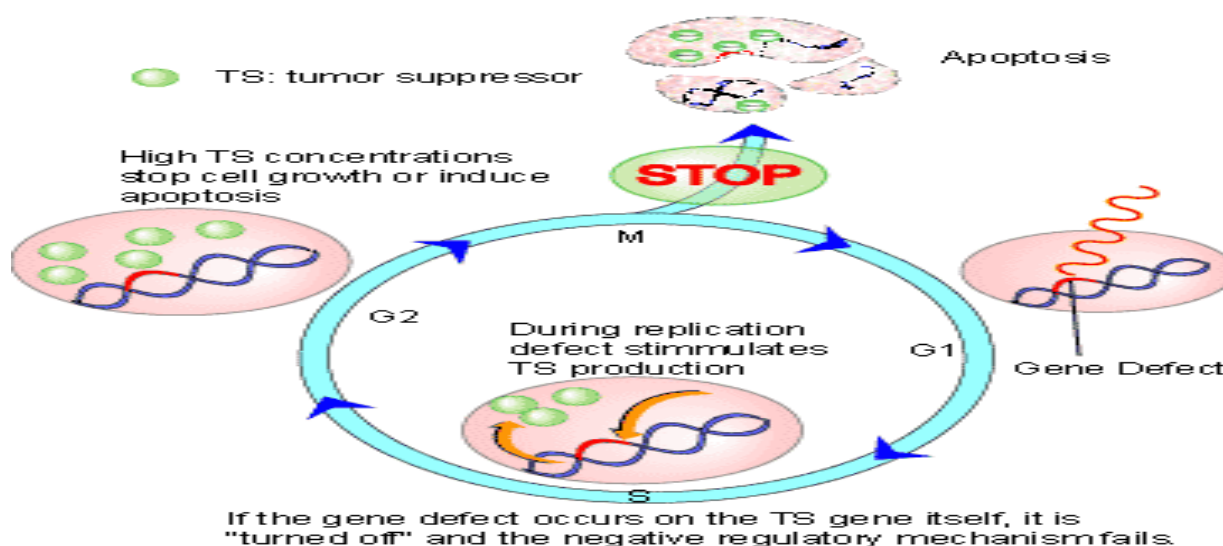 Apoptosis
TS: tumor suppressor
High TS concentrations
stop cell growth or induce
apoptosis
STOP
M
G2
During replication
defect stimmulates
TS production
G1
Gene Defect
S
If the gene defect occurs on the TS gene itself, it is
"turned off" and the negative regulatory mechanism fails.